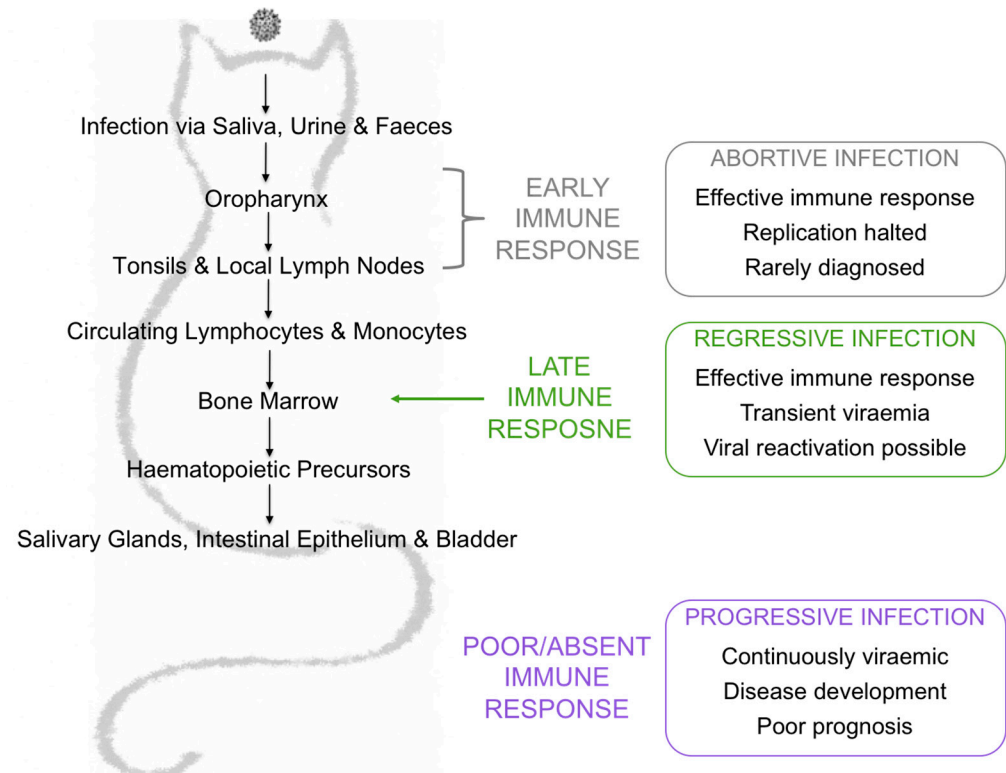 Infection via Saliva, Urine & Faeces
Oropharynx
Tonsils & Local Lymph Nodes
Circulating Lymphocytes & Monocytes
Bone Marrow
Haematopoietic Precursors
Salivary Glands, Intestinal Epithelium & Bladder
EARLY
IMMUNE
RESPONSE
ABORTIVE INFECTION
Effective immune response
Replication halted
Rarely diagnosed
LATE
IMMUNE
RESPOSNE
REGRESSIVE INFECTION
Effective immune response
Transient viraemia
Viral reactivation possible
POOR/ABSENT
IMMUNE
RESPONSE
PROGRESSIVE INFECTION
Continuously viraemic
Disease development
Poor prognosis